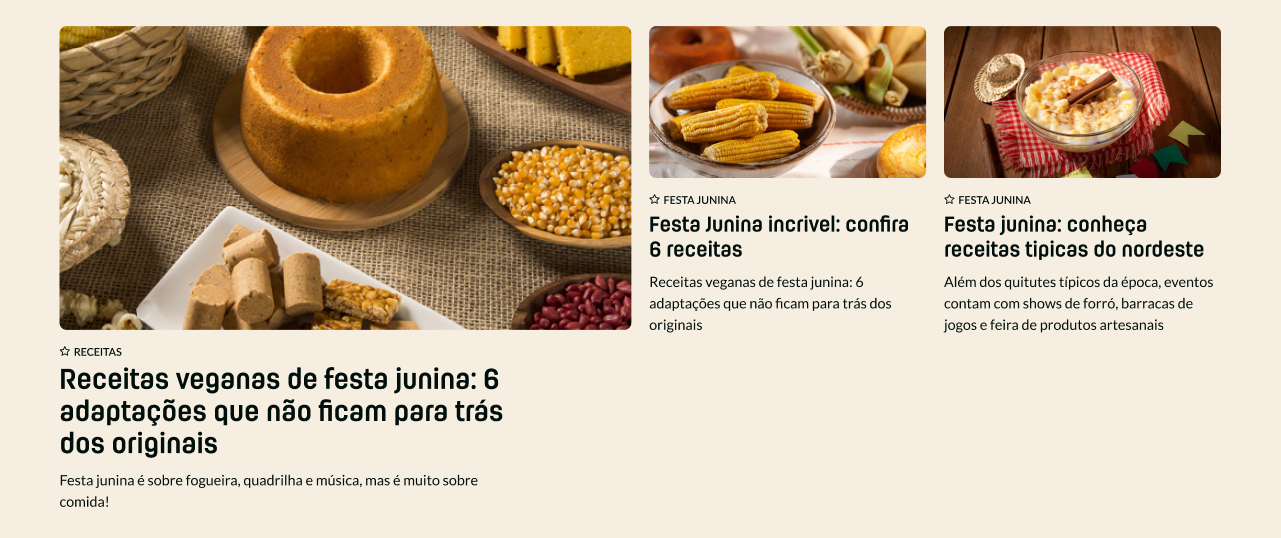 RECEITAS
Receitas veganas de festa junina: 6
adaptações que não ficam para trás
dos originais
Festa junina é sobre fogueira, quadrilha e música, mas é muito sobre
comida!
FESTA JUNINA
Festa Junina incrivel: confira
6 receitas
Receitas veganas de festa junina: 6
adaptações que não ficam para trás dos
originais
FESTA JUNINA
Festa junina: conheça
receitas tipicas do nordeste
Além dos quitutes típicos da época, eventos
contam com shows de forró, barracas de
jogos e feira de produtos artesanais